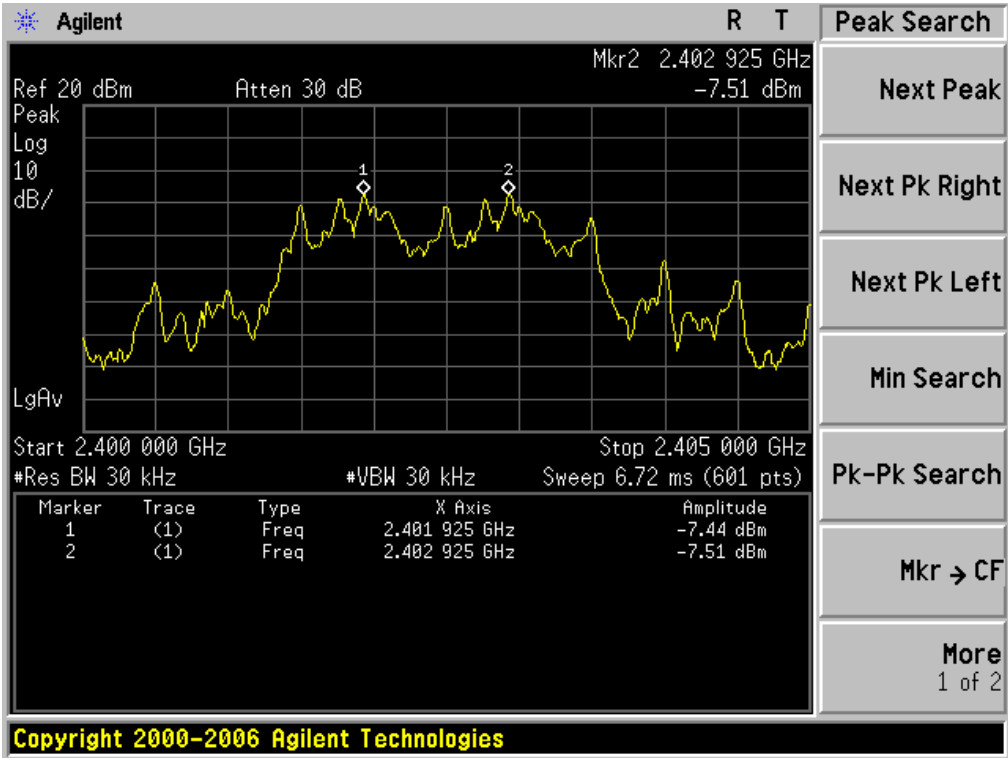 Agilent R T Peak Search
Mkr2 2.402 925 GHz
Ref 20 dBm Atten 30 dB -7.51 dBm
Peak
Log
10
dB/
1 2
LgAv
Start 2.400 000 GHz Stop 2.405 000 GHz
#Res BW 30 kHz #VBW 30 kHz Sweep 6.72 ms (601 pts)
Marker Trace Type X Axis Amplitude
1 (1) Freq 2.401 925 GHz -7.44 dBm
2 (1) Freq 2.402 925 GHz -7.51 dBm
Next Peak
Next Pk Right
Next Pk Left
Min Search
Pk-Pk Search
Mkr → CF
More
1 of 2
Copyright 2000-2006 Agilent Technologies